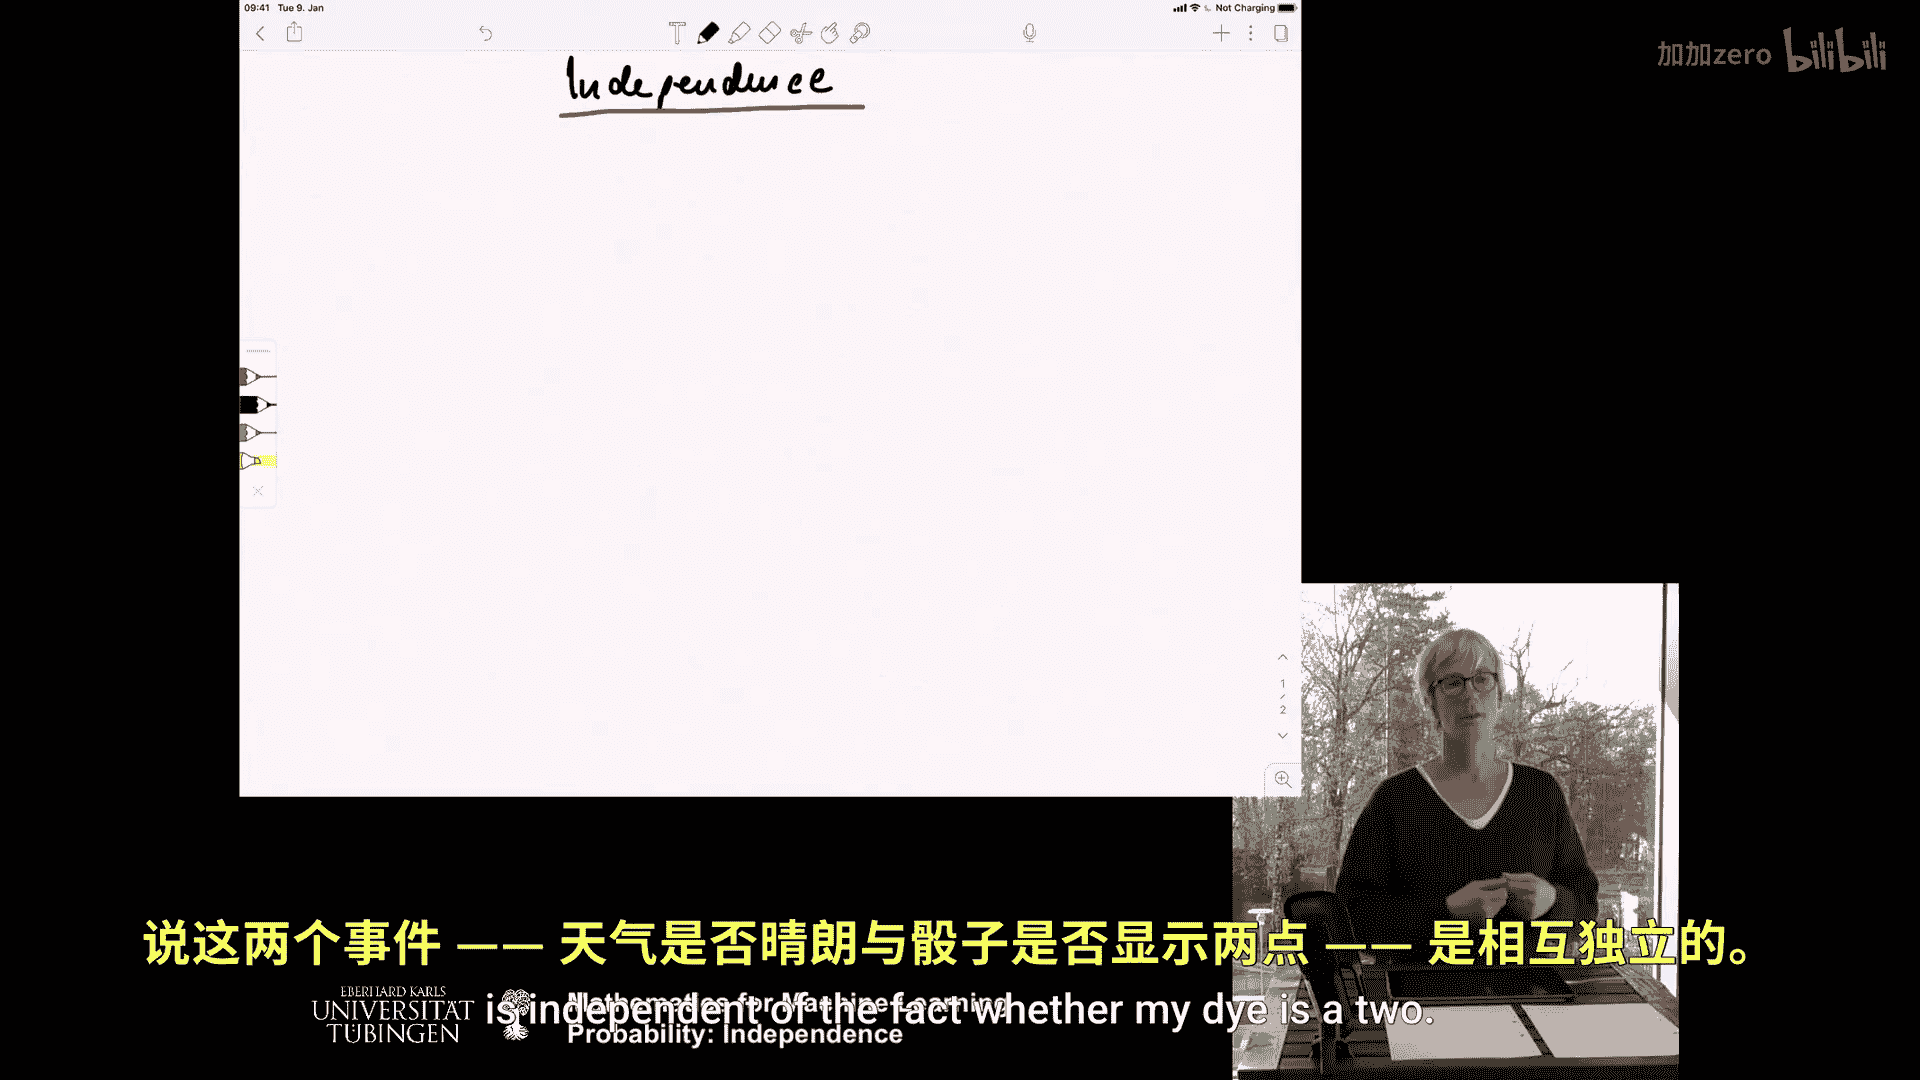 09:41 Tue 9. Jan
Not Charging
加加zero bilibili
T
Independence
1
/
2
说这两个事件 —— 天气是否晴朗与骰子是否显示两点 —— 是相互独立的。
EBERHARD KARLS
UNIVERSITÄT
TÜBINGEN
Mathematics for Machine Learning
is independent of the fact whether my dye is a two.
Probability: Independence